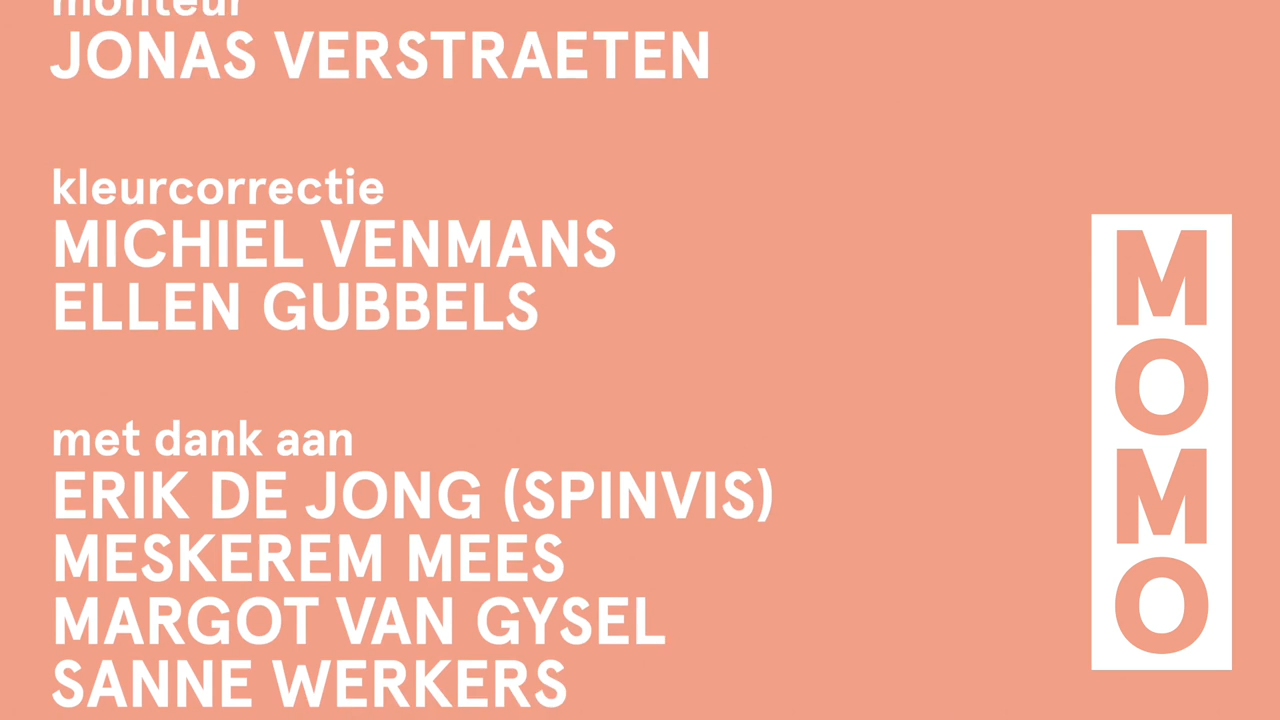 monteur
JONAS VERSTRAETEN
kleurcorrectie
MICHIEL VENMANS
ELLEN GUBBELS
met dank aan
ERIK DE JONG (SPINVIS)
MESKEREM MEES
MARGOT VAN GYSEL
SANNE WERKERS
MOMO